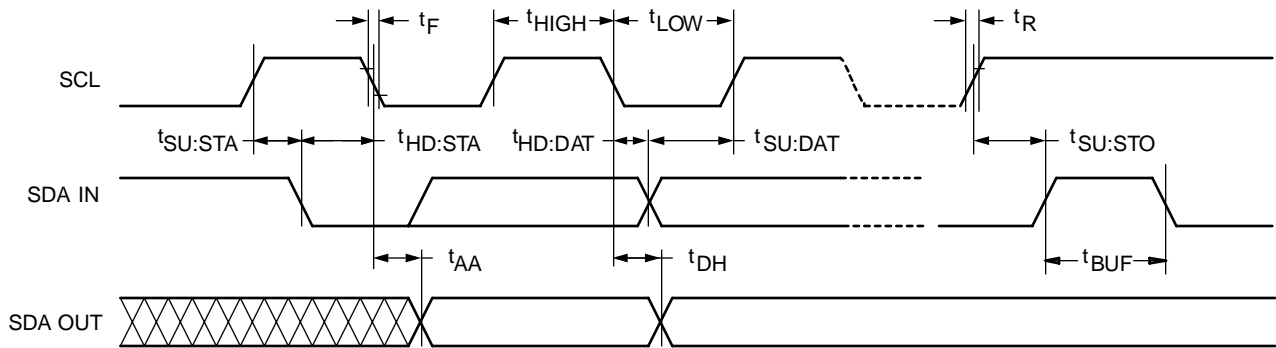 tF
tHIGH
tLOW
tR
SCL
tSU:STA
tHD:STA
tHD:DAT
tSU:DAT
tSU:STO
SDA IN
tAA
tDH
tBUF
SDA OUT